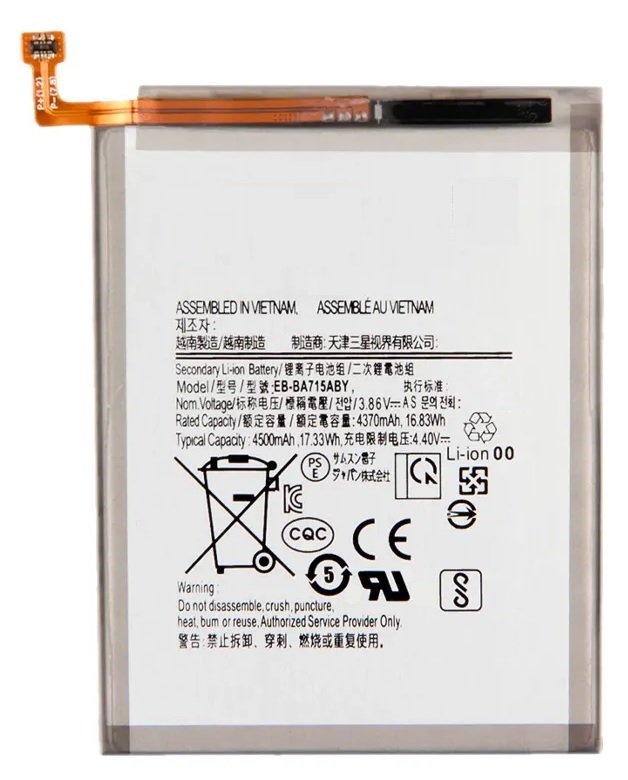 P+(1.2)
P-(7.8)
ASSEMBLED IN VIETNAM, ASSEMBLÉ AU VIETNAM
제조자:
越南製造/越南制造 制造商: 天津三星视界有限公司:
Secondary Li-ion Battery/锂离子电池组/二次鋰電池組
Model/型号/型號:EB-BA715ABY, 执行标准:
Nom.Voltage/标称电压/標稱電壓/전압/3.86V⎓AS 문의 전화:
Rated Capacity/额定容量/額定電容量:4370mAh, 16.83Wh
Typical Capacity:4500mAh,17.33Wh,充电限制电压:4.40V⎓
Li-ion 00
PS
E
サムスン電子
ジャパン株式会社
CQC
CE
5
Warning:
Do not disassemble,crush,puncture,
heat, burn or reuse,Authorized Service Provider Only.
警告:禁止拆卸、穿刺、燃烧或重复使用。